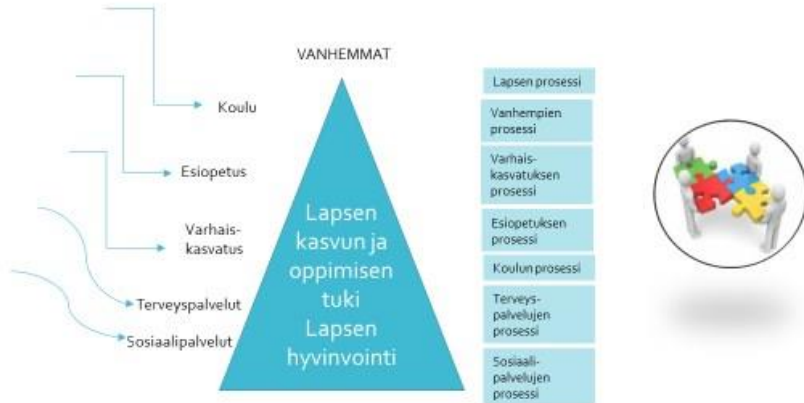 VANHEMMAT
Koulu
Esiopetus
Varhais-
kasvatus
Terveyspalvelut
Sosiaalipalvelut
Lapsen
kasvun ja
oppimisen
tuki
Lapsen
hyvinvointi
Lapsen prosessi
Vanhempien
prosessi
Varhais-
kasvatuksen
prosessi
Esiopetuksen
prosessi
Koulun prosessi
Terveys-
palvelujen
prosessi
Sosiaali-
palvelujen
prosessi